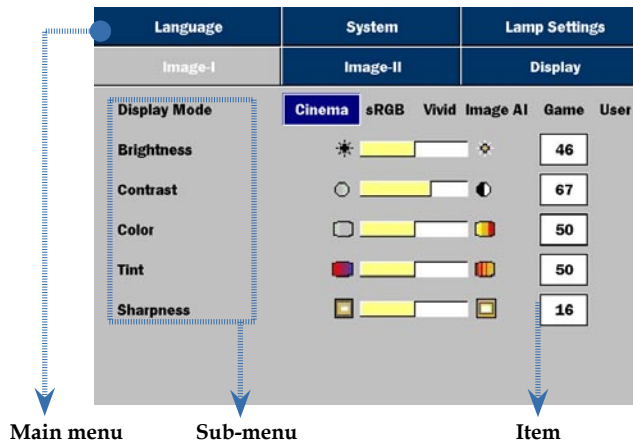 Language System Lamp Settings
Image-I Image-II Display
Display Mode Cinema sRGB Vivid Image AI Game User
Brightness 46
Contrast 67
Color 50
Tint 50
Sharpness 16
Main menu Sub-menu Item